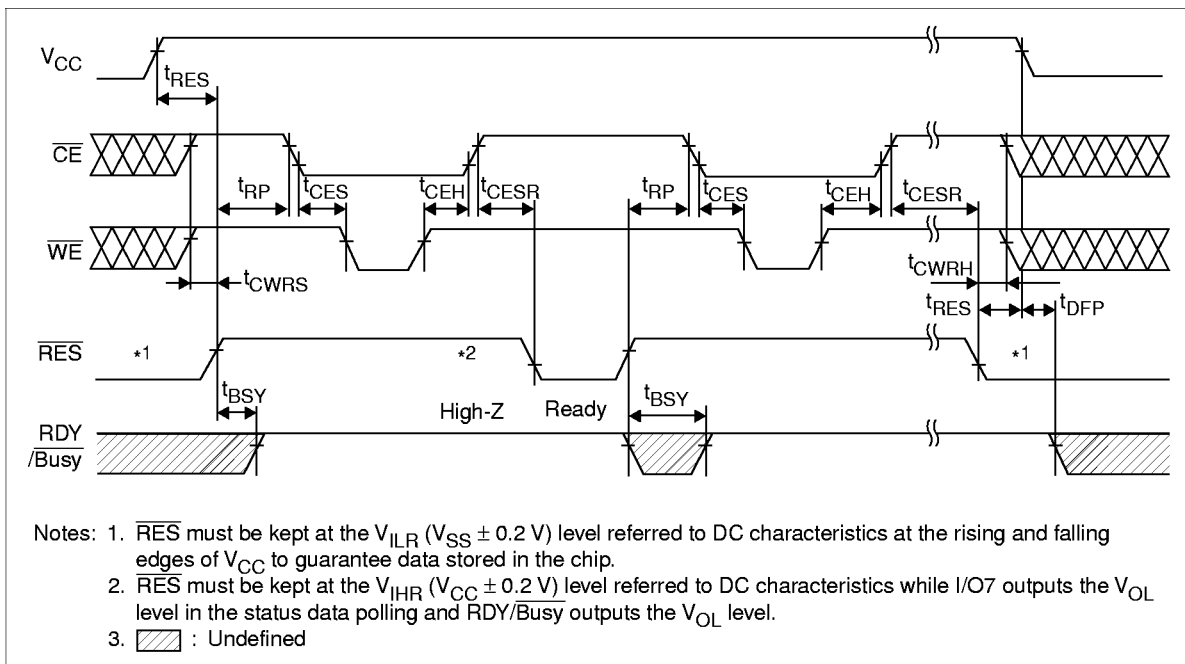 VCC
tRES
CE
tRP tCES tCEH tCESR tRP tCES tCEH tCESR
WE
tCWRS tCWRH
tRES tDFP
RES *1 *2 *1
tBSY High-Z Ready tBSY
RDY
/Busy
Notes: 1. RES must be kept at the VILR (VSS ± 0.2 V) level referred to DC characteristics at the rising and falling
edges of VCC to guarantee data stored in the chip.
2. RES must be kept at the VIHR (VCC ± 0.2 V) level referred to DC characteristics while I/O7 outputs the VOL
level in the status data polling and RDY/Busy outputs the VOL level.
3. : Undefined